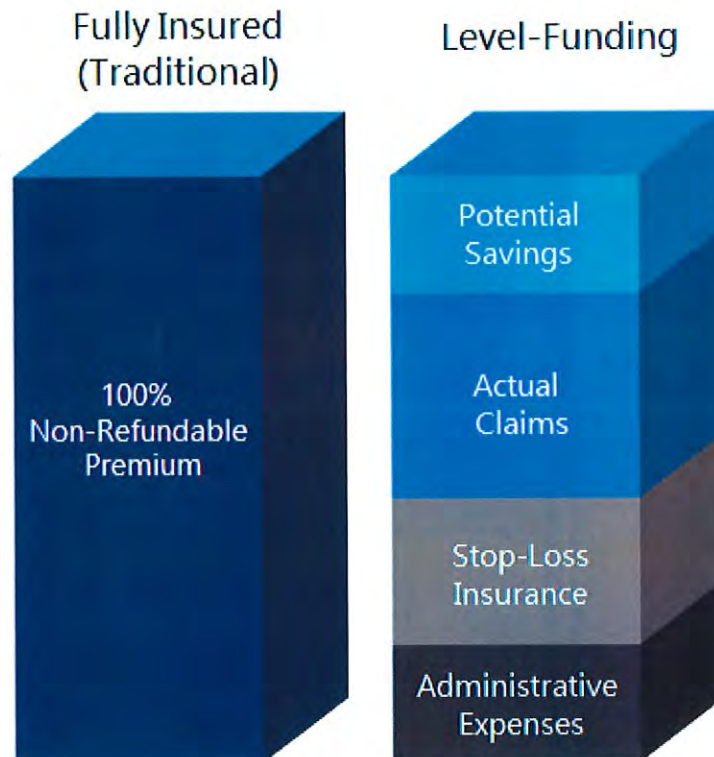 Fully Insured
(Traditional)
Level-Funding
100%
Non-Refundable
Premium
Potential
Savings
Actual
Claims
Stop-Loss
Insurance
Administrative
Expenses